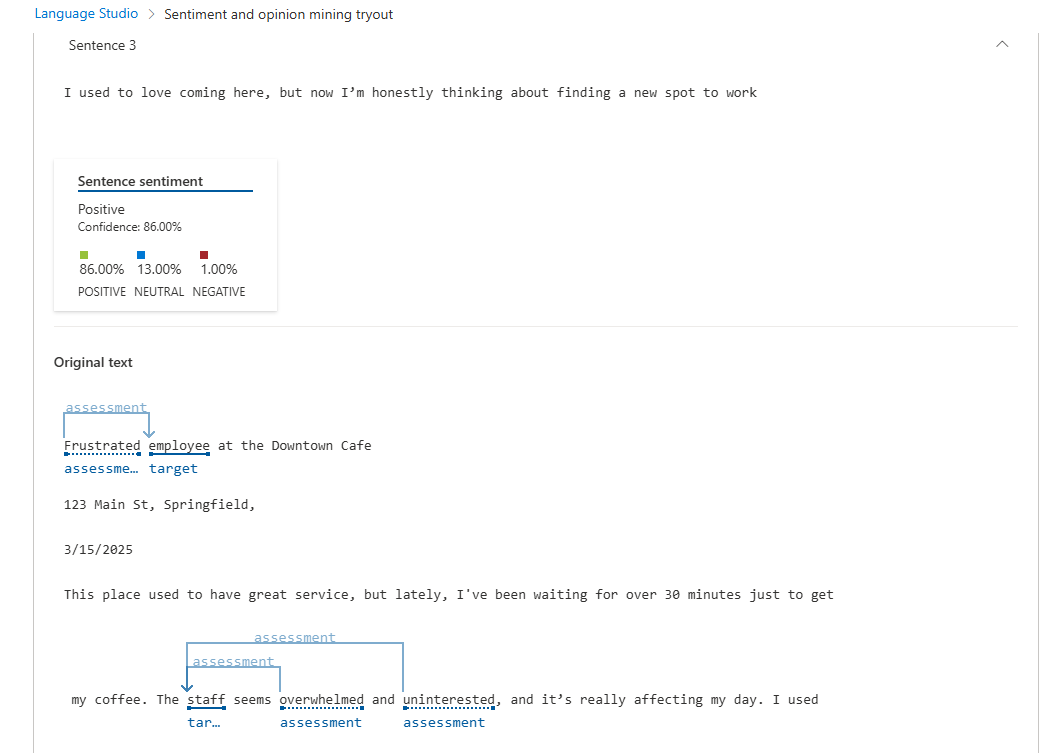 Language Studio > Sentiment and opinion mining tryout
Sentence 3
I used to love coming here, but now I’m honestly thinking about finding a new spot to work
Sentence sentiment
Positive
Confidence: 86.00%
86.00% 13.00% 1.00%
POSITIVE NEUTRAL NEGATIVE
Original text
assessment
Frustrated employee at the Downtown Cafe
assessme… target
123 Main St, Springfield,
3/15/2025
This place used to have great service, but lately, I've been waiting for over 30 minutes just to get
assessment
assessment
my coffee. The staff seems overwhelmed and uninterested, and it’s really affecting my day. I used
tar… assessment assessment